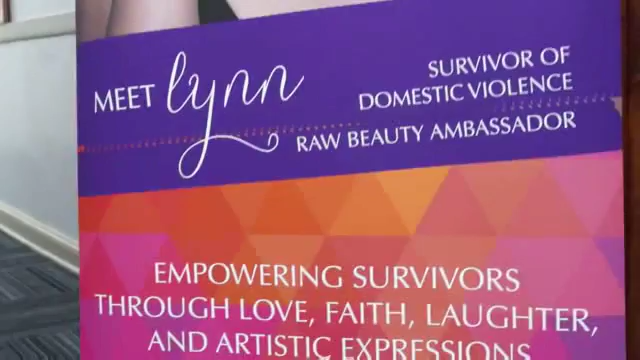 MEET lynn
SURVIVOR OF
DOMESTIC VIOLENCE
RAW BEAUTY AMBASSADOR
EMPOWERING SURVIVORS
THROUGH LOVE, FAITH, LAUGHTER,
AND ARTISTIC EXPRESSIONS